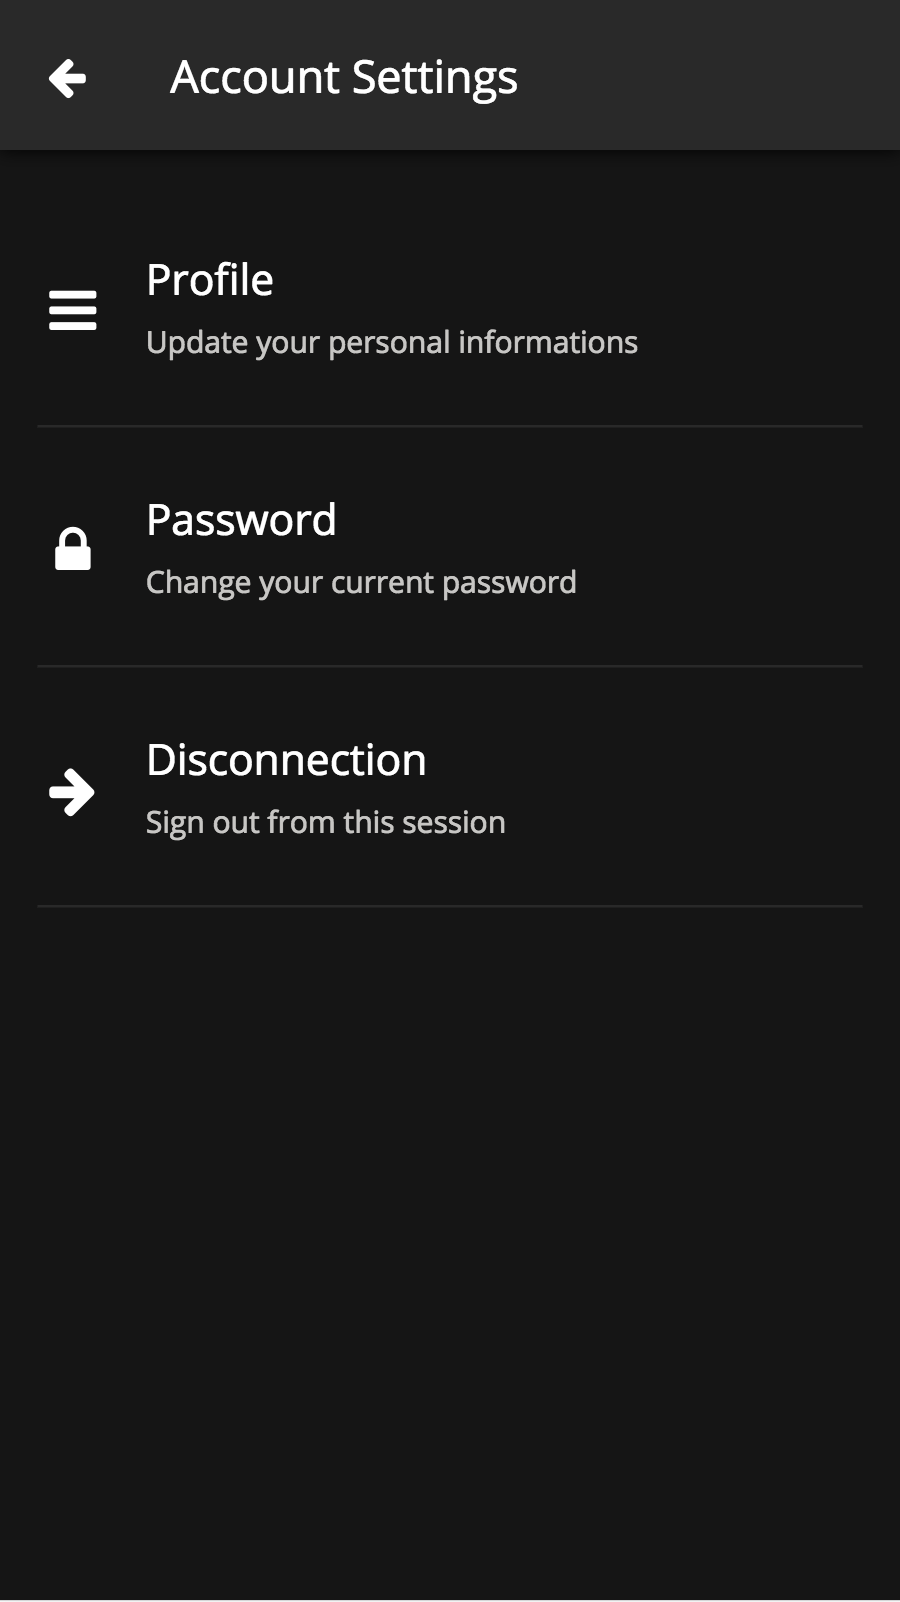 Account Settings
Profile
Update your personal informations
Password
Change your current password
Disconnection
Sign out from this session